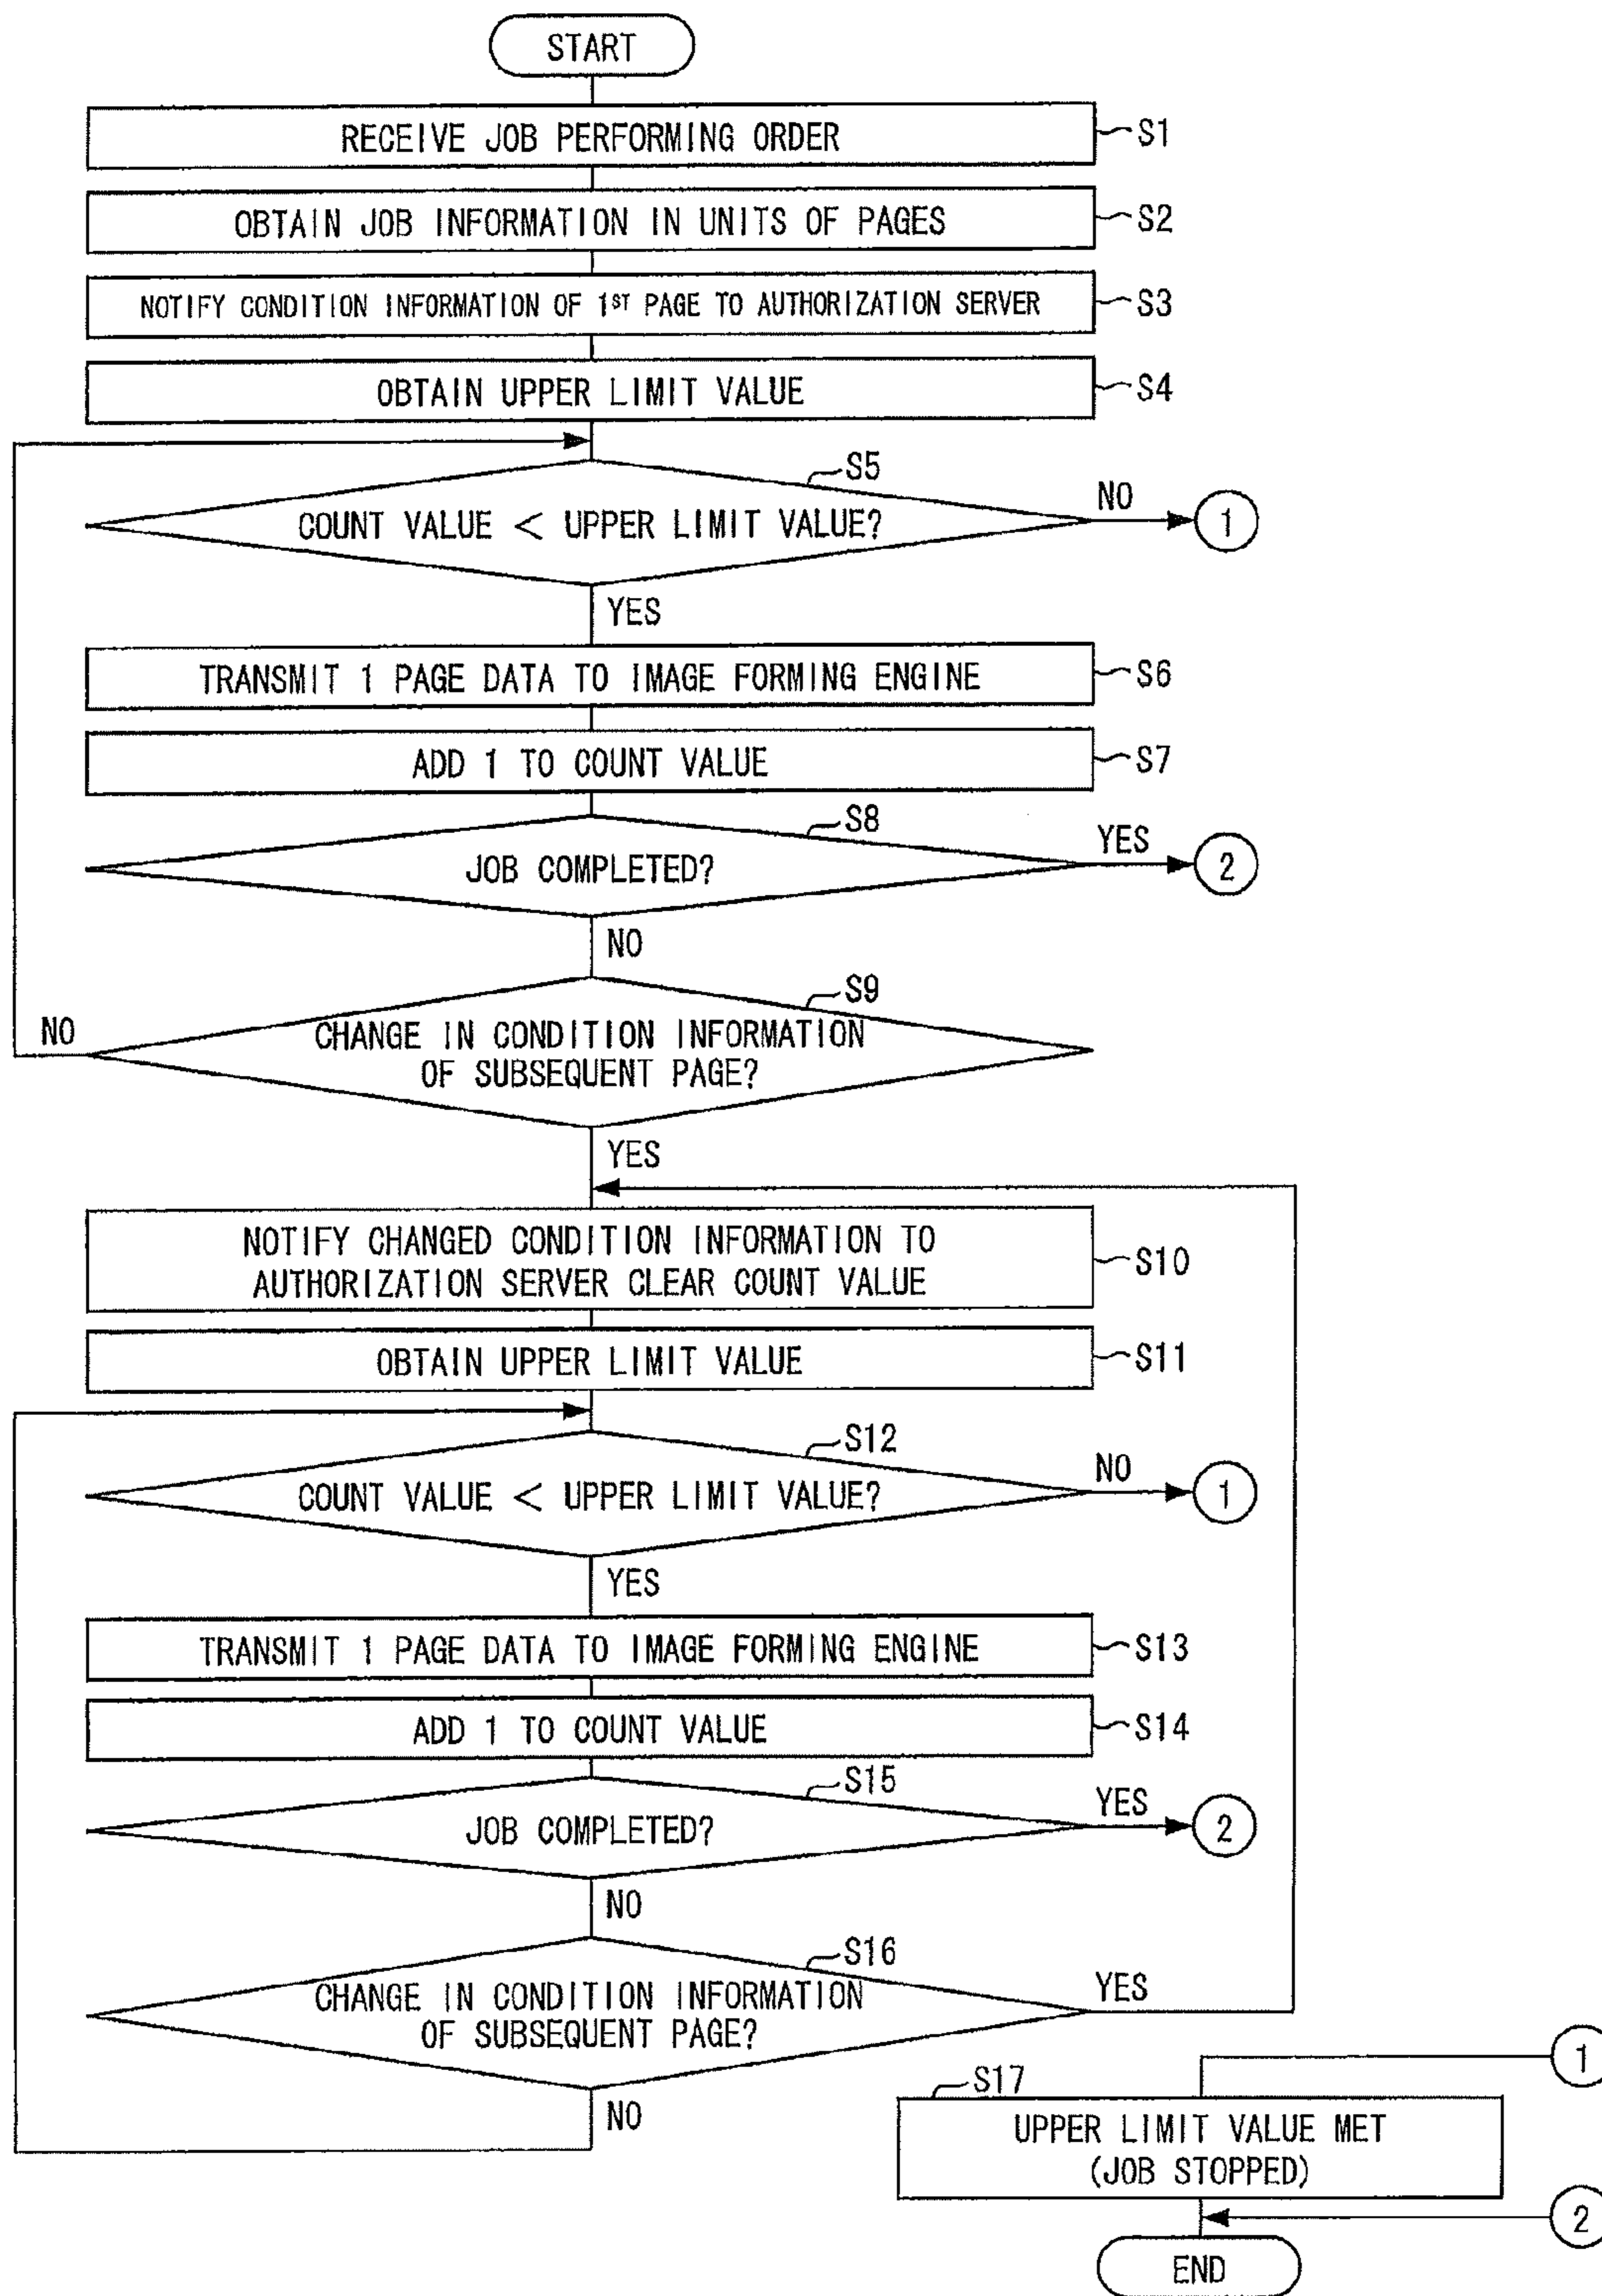 START
RECEIVE JOB PERFORMING ORDER
S1
OBTAIN JOB INFORMATION IN UNITS OF PAGES
S2
NOTIFY CONDITION INFORMATION OF 1ST PAGE TO AUTHORIZATION SERVER
S3
OBTAIN UPPER LIMIT VALUE
S4
S5
COUNT VALUE < UPPER LIMIT VALUE?
NO
1
YES
TRANSMIT 1 PAGE DATA TO IMAGE FORMING ENGINE
S6
ADD 1 TO COUNT VALUE
S7
S8
JOB COMPLETED?
YES
2
NO
S9
CHANGE IN CONDITION INFORMATION
OF SUBSEQUENT PAGE?
NO
YES
NOTIFY CHANGED CONDITION INFORMATION TO
AUTHORIZATION SERVER CLEAR COUNT VALUE
S10
OBTAIN UPPER LIMIT VALUE
S11
S12
COUNT VALUE < UPPER LIMIT VALUE?
NO
1
YES
TRANSMIT 1 PAGE DATA TO IMAGE FORMING ENGINE
S13
ADD 1 TO COUNT VALUE
S14
S15
JOB COMPLETED?
YES
2
NO
S16
CHANGE IN CONDITION INFORMATION
OF SUBSEQUENT PAGE?
YES
NO
1
S17
UPPER LIMIT VALUE MET
(JOB STOPPED)
2
END